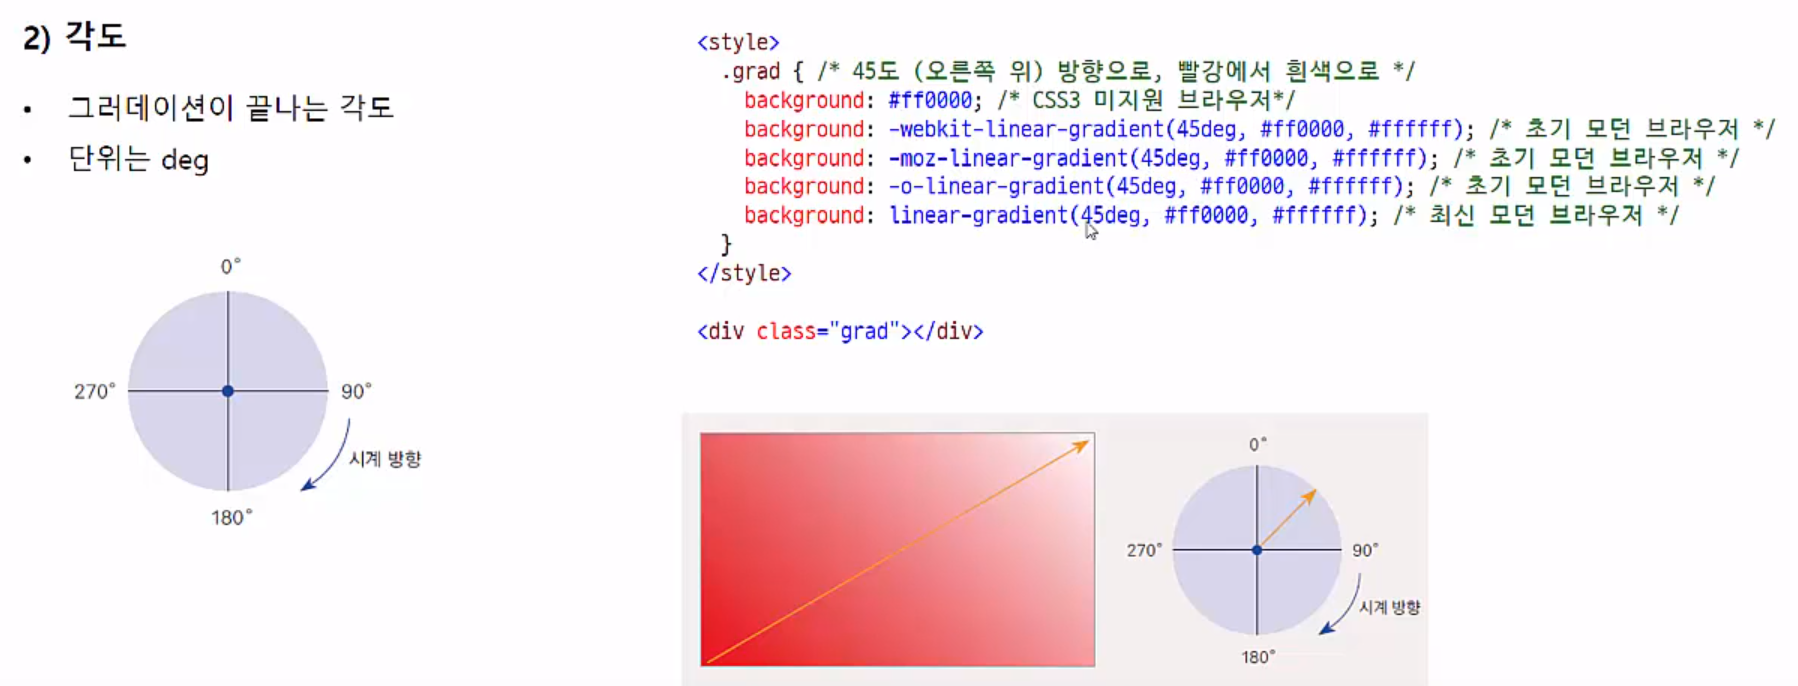 2) 각도
• 그러데이션이 끝나는 각도
• 단위는 deg
0°
270°
90°
시계 방향
180°
<style>
.grad { /* 45도 (오른쪽 위) 방향으로, 빨강에서 흰색으로 */
background: #ff0000; /* CSS3 미지원 브라우저*/
background: -webkit-linear-gradient(45deg, #ff0000, #ffffff); /* 초기 모던 브라우저 */
background: -moz-linear-gradient(45deg, #ff0000, #ffffff); /* 초기 모던 브라우저 */
background: -o-linear-gradient(45deg, #ff0000, #ffffff); /* 초기 모던 브라우저 */
background: linear-gradient(45deg, #ff0000, #ffffff); /* 최신 모던 브라우저 */
}
</style>
<div class="grad"></div>
0°
270°
90°
시계 방향
180°